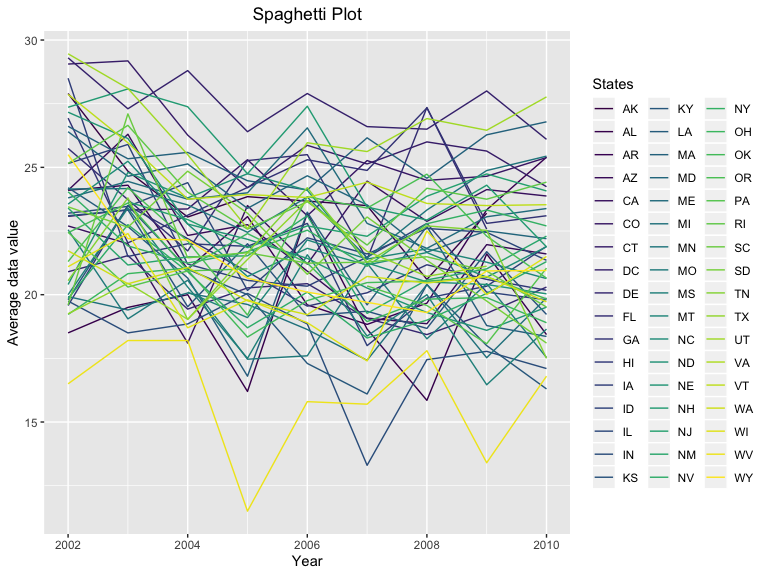 Spaghetti Plot
Average data value
30
25
20
15
2002 2004 2006 2008 2010
Year
States
AK KY NY
AL LA OH
AR MA OK
AZ MD OR
CA ME PA
CO MI RI
CT MN SC
DC MO SD
DE MS TN
FL MT TX
GA NC UT
HI ND VA
IA NE VT
ID NH WA
IL NJ WI
IN NM WV
KS NV WY